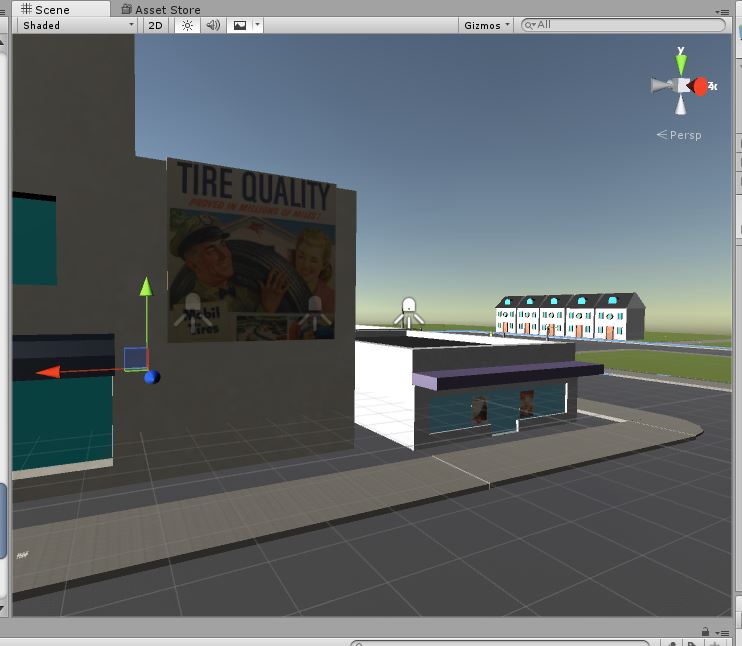 Scene
Asset Store
Shaded
2D
Gizmos
All
y
Persp
TIRE QUALITY
PROVED IN MILLIONS OF MILES!
Mobil
Tires